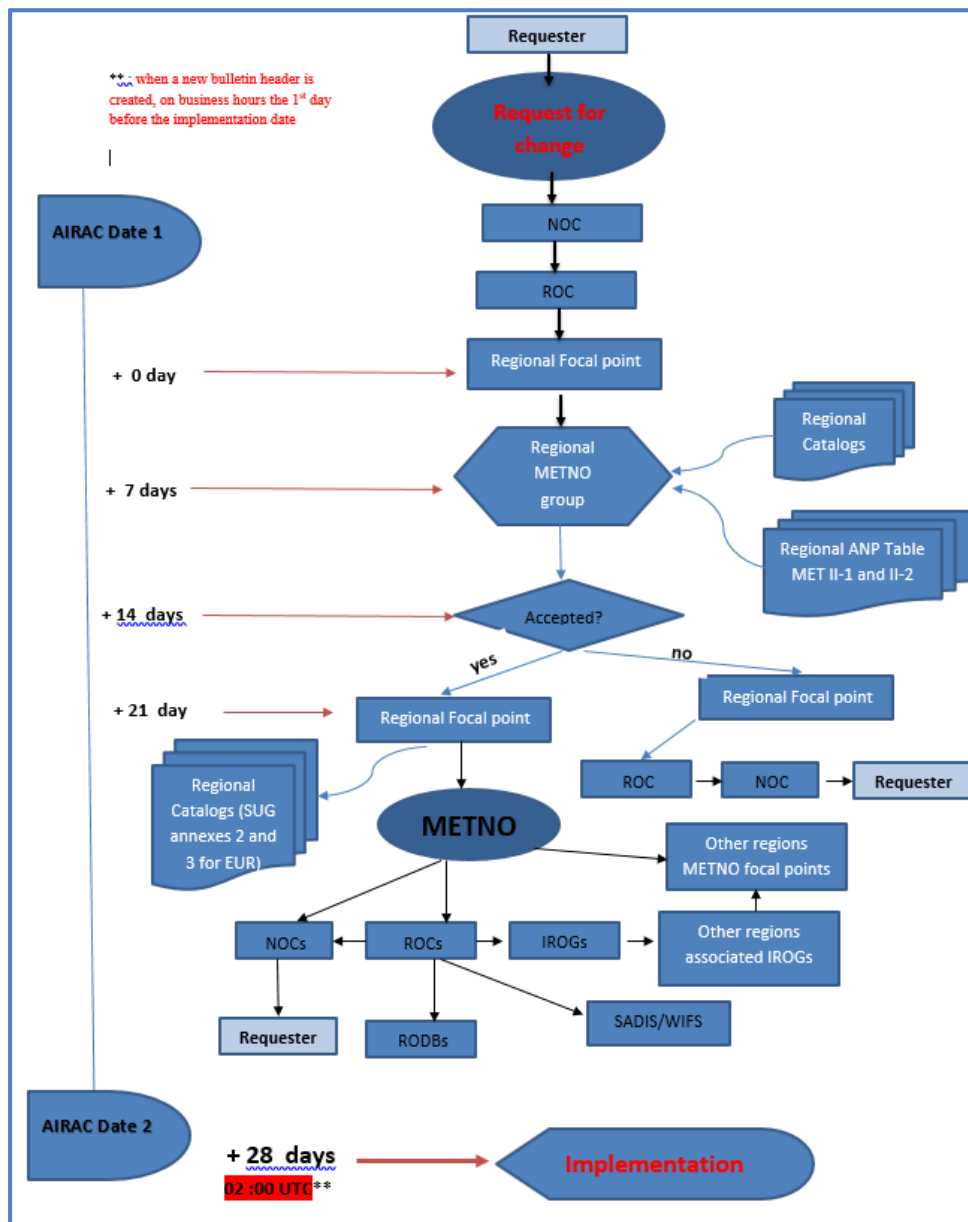 Requester
** : when a new bulletin header is
created, on business hours the 1st day
before the implementation date
Request for
change
AIRAC Date 1
NOC
ROC
+ 0 day
Regional Focal point
Regional
Catalogs
Regional
METNO
group
+ 7 days
Regional ANP Table
MET II-1 and II-2
+ 14 days
Accepted?
yes
no
+ 21 day
Regional Focal point
Regional Focal point
Regional
Catalogs (SUG
annexes 2 and
3 for EUR)
ROC
NOC
Requester
METNO
Other regions
METNO focal points
NOCs
ROCs
IROGs
Other regions
associated IROGs
Requester
RODBs
SADIS/WIFS
AIRAC Date 2
+ 28 days
02 :00 UTC**
Implementation